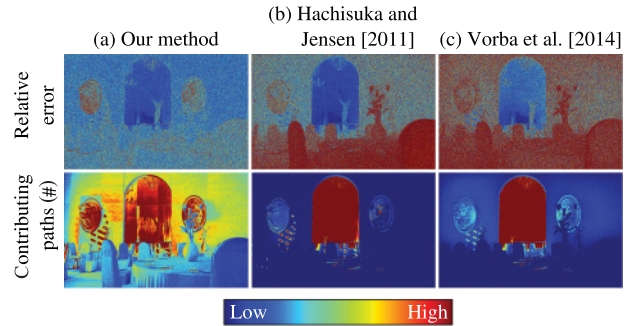 (b) Hachisuka and
(a) Our method
Jensen [2011]
(c) Vorba et al. [2014]
Relative
error
Contributing
paths (#)
Low
High